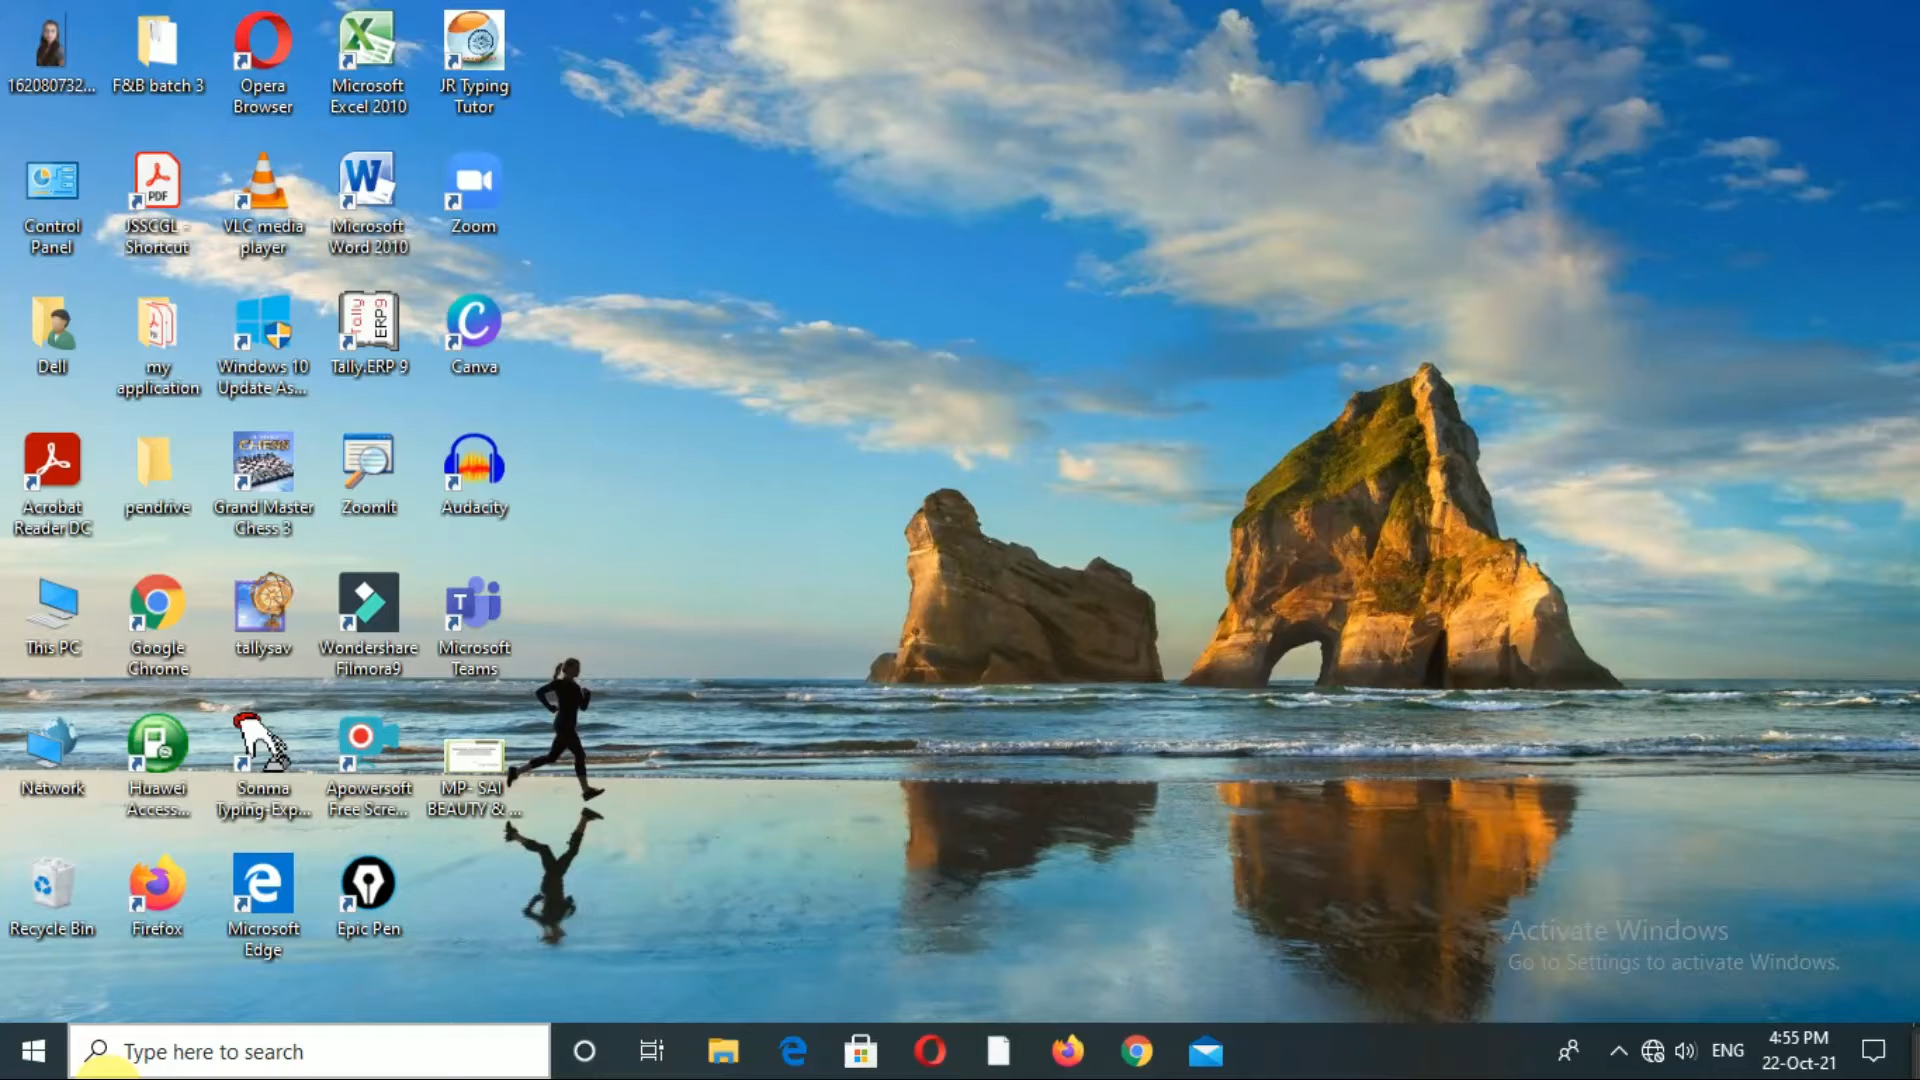 162080732...
F&B batch 3
Opera
Browser
Microsoft
Excel 2010
JR Typing
Tutor
Control
Panel
PDF
JSSCGL -
Shortcut
VLC media
player
W
Microsoft
Word 2010
Zoom
Dell
my
application
Windows 10
Update As...
Tally
ERP9
Tally.ERP 9
C
Canva
Acrobat
Reader DC
pendrive
CHESS
Grand Master
Chess 3
ZoomIt
Audacity
This PC
Google
Chrome
tallysav
Wondershare
Filmora9
T
Microsoft
Teams
Network
Huawei
Access...
Sonma
Typing-Exp...
Apowersoft
Free Scre...
MP- SAI
BEAUTY & ...
Recycle Bin
Firefox
Microsoft
Edge
Epic Pen
Activate Windows
Go to Settings to activate Windows.
Type here to search
ENG
4:55 PM
22-Oct-21